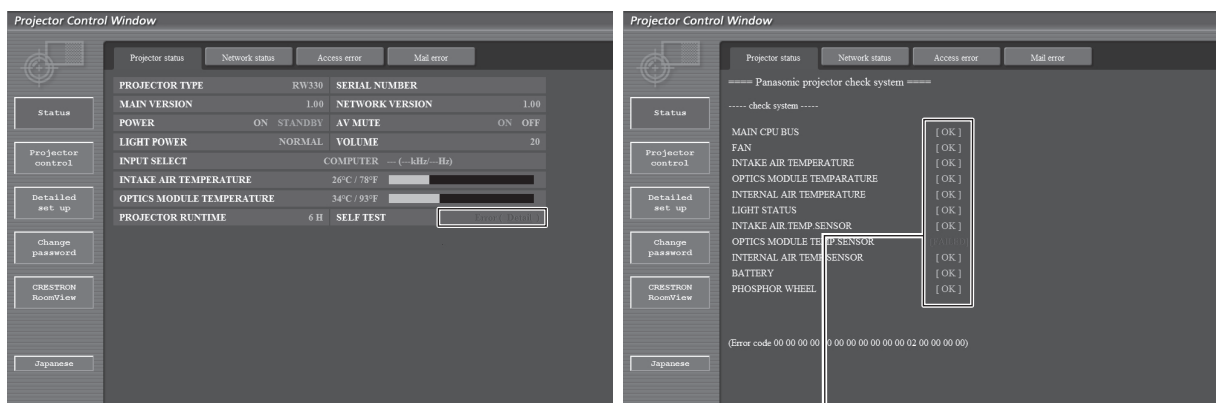 Projector Control Window
Projector status Network status Access error Mail error
PROJECTOR TYPE RW330 SERIAL NUMBER
MAIN VERSION 1.00 NETWORK VERSION 1.00
POWER ON STANDBY AV MUTE ON OFF
LIGHT POWER NORMAL VOLUME 20
INPUT SELECT COMPUTER --- (---kHz/---Hz)
INTAKE AIR TEMPERATURE 26°C / 78°F
OPTICS MODULE TEMPERATURE 34°C / 93°F
PROJECTOR RUNTIME 6 H SELF TEST Error[ Detail ]
Status
Projector
control
Detailed
set up
Change
password
CRESTRON
RoomView
Japanese
Projector Control Window
Projector status Network status Access error Mail error
==== Panasonic projector check system ====
----- check system -----
MAIN CPU BUS [ OK ]
FAN [ OK ]
INTAKE AIR TEMPERATURE [ OK ]
OPTICS MODULE TEMPARATURE [ OK ]
INTERNAL AIR TEMPERATURE [ OK ]
LIGHT STATUS [ OK ]
INTAKE AIR.TEMP.SENSOR [ OK ]
OPTICS MODULE TEMP.SENSOR
INTERNAL AIR TEMP.SENSOR [ OK ]
BATTERY [ OK ]
PHOSPHOR WHEEL [ OK ]
(Error code 00 00 00 00 00 00 00 00 00 00 00 02 00 00 00 00)
Status
Projector
control
Detailed
set up
Change
password
CRESTRON
RoomView
Japanese